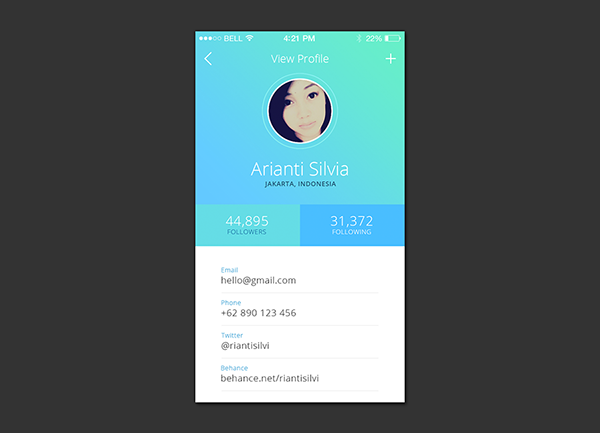 BELL 4:21 PM 22%
View Profile
Arianti Silvia
JAKARTA, INDONESIA
44,895 31,372
FOLLOWERS FOLLOWING
Email
hello@gmail.com
Phone
+62 890 123 456
Twitter
@riantisilvi
Behance
behance.net/riantisilvi